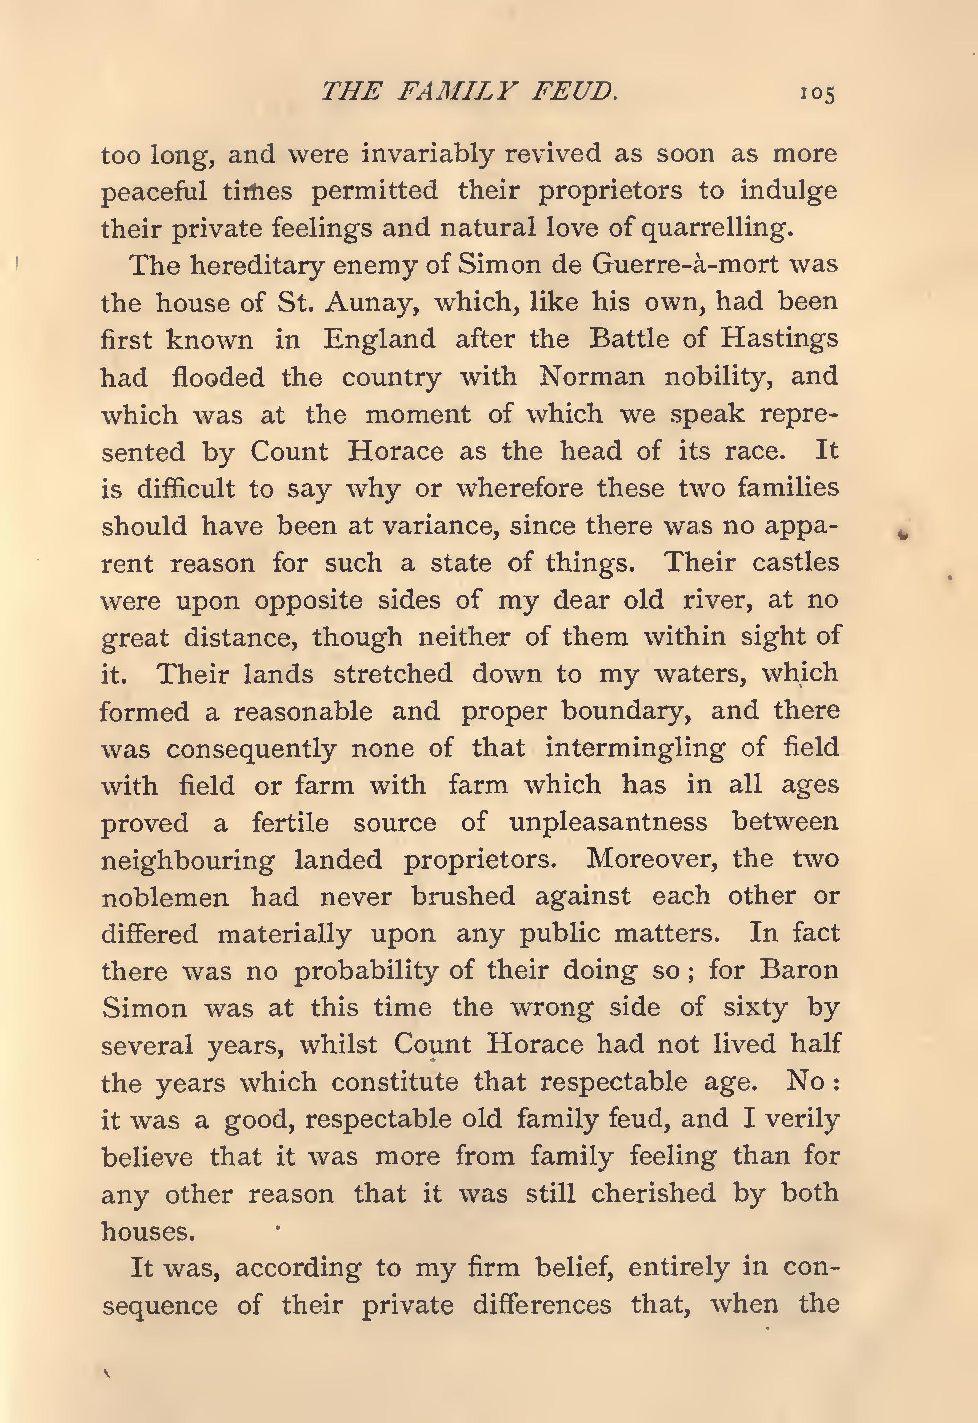 THE FAMILY FEUD. 105
too long, and were invariably revived as soon as more
peaceful times permitted their proprietors to indulge
their private feelings and natural love of quarrelling.
The hereditary enemy of Simon de Guerre-à-mort was
the house of St. Aunay, which, like his own, had been
first known in England after the Battle of Hastings
had flooded the country with Norman nobility, and
which was at the moment of which we speak repre-
sented by Count Horace as the head of its race. It
is difficult to say why or wherefore these two families
should have been at variance, since there was no appa-
rent reason for such a state of things. Their castles
were upon opposite sides of my dear old river, at no
great distance, though neither of them within sight of
it. Their lands stretched down to my waters, which
formed a reasonable and proper boundary, and there
was consequently none of that intermingling of field
with field or farm with farm which has in all ages
proved a fertile source of unpleasantness between
neighbouring landed proprietors. Moreover, the two
noblemen had never brushed against each other or
differed materially upon any public matters. In fact
there was no probability of their doing so; for Baron
Simon was at this time the wrong side of sixty by
several years, whilst Count Horace had not lived half
the years which constitute that respectable age. No:
it was a good, respectable old family feud, and I verily
believe that it was more from family feeling than for
any other reason that it was still cherished by both
houses.
It was, according to my firm belief, entirely in con-
sequence of their private differences that, when the